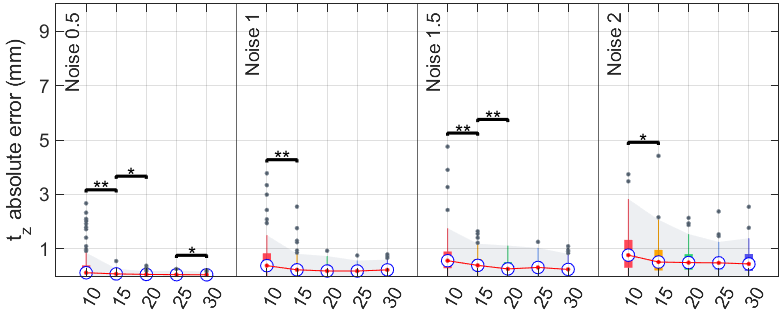 t_z absolute error (mm)
9
7
5
3
1
Noise 0.5
Noise 1
Noise 1.5
Noise 2
** * *
**
** **
*
10 15 20 25 30
10 15 20 25 30
10 15 20 25 30
10 15 20 25 30